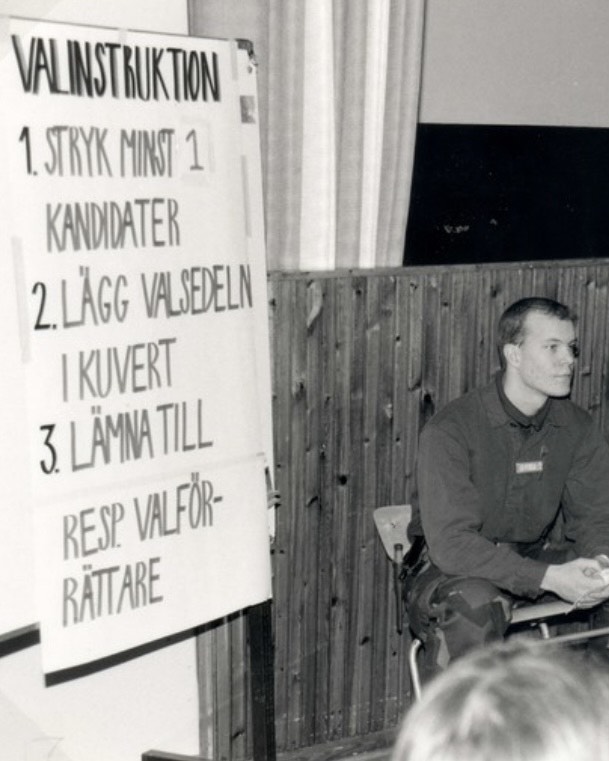 VALINSTRUKTION
1. STRYK MINST 1
KANDIDATER
2. LÄGG VALSEDELN
I KUVERT
3. LÄMNA TILL
RESP. VALFÖR-
RÄTTARE